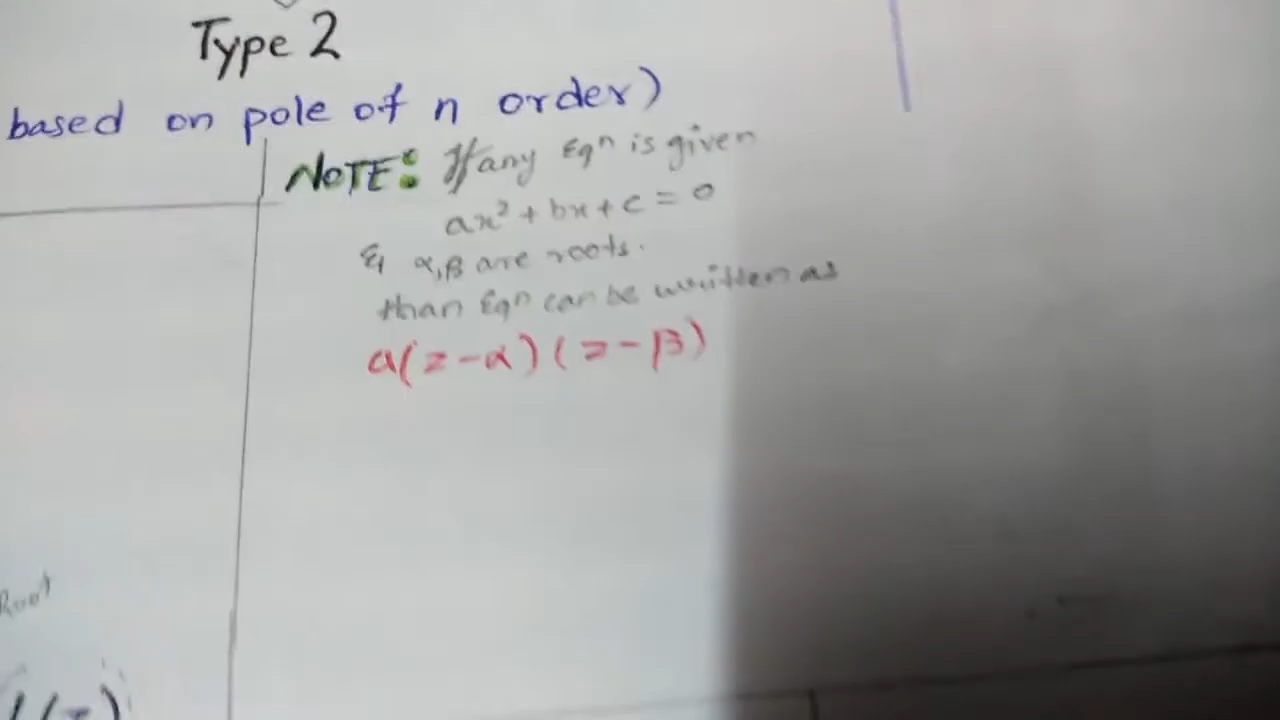 Type 2
based on pole of n order)
NOTE: If any Eqn is given
ax² + bx + c = 0
& α, β are roots.
than Eqn can be written as
a(z-α)(z-β)
Root